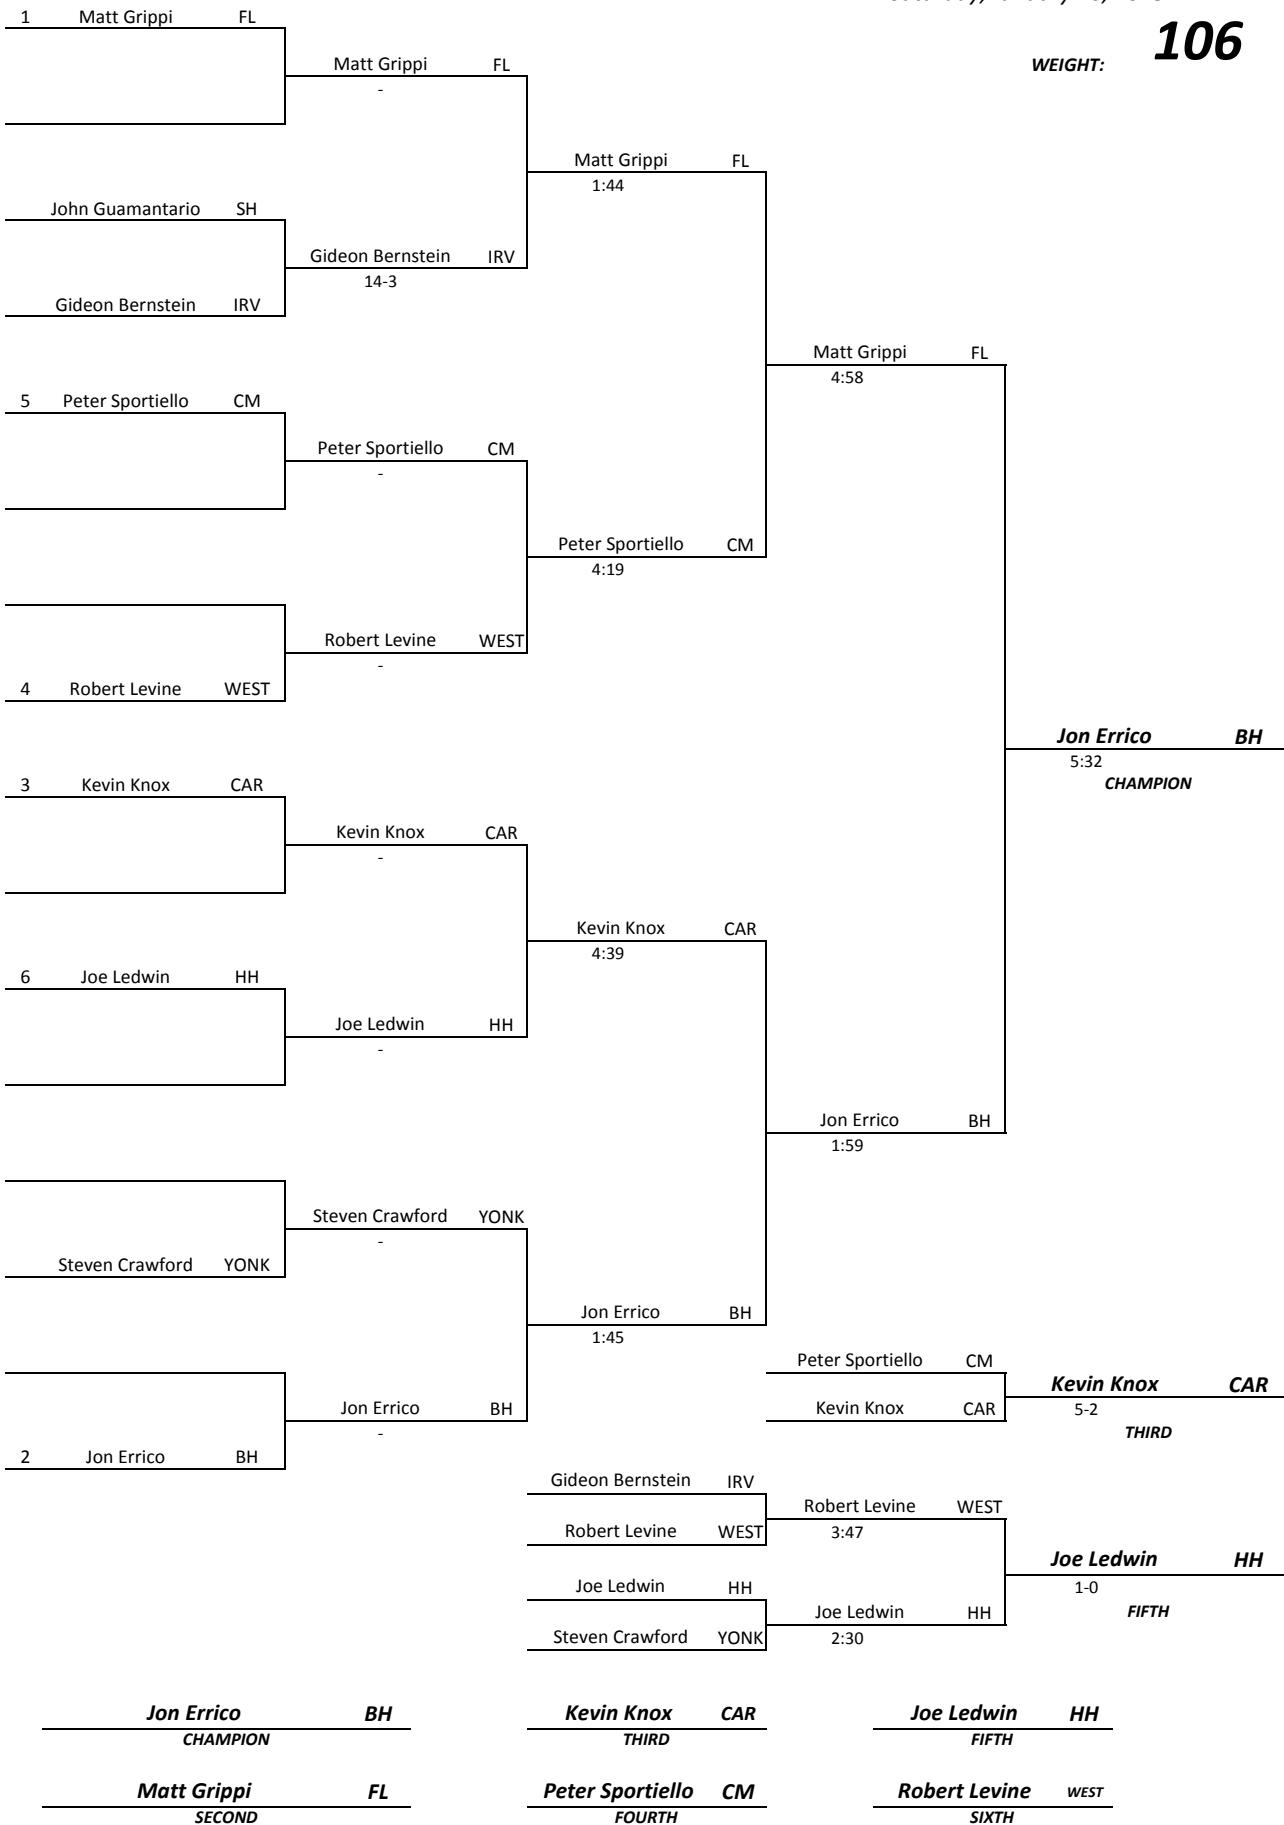 1 Matt Grippi FL
106
Matt Grippi FL
WEIGHT:
-
Matt Grippi FL
1:44
John Guamantario SH
Gideon Bernstein IRV
14-3
Gideon Bernstein IRV
Matt Grippi FL
4:58
5 Peter Sportiello CM
Peter Sportiello CM
-
Peter Sportiello CM
4:19
Robert Levine WEST
-
4 Robert Levine WEST
Jon Errico BH
5:32
CHAMPION
3 Kevin Knox CAR
Kevin Knox CAR
-
Kevin Knox CAR
4:39
6 Joe Ledwin HH
Joe Ledwin HH
-
Jon Errico BH
1:59
Steven Crawford YONK
-
Steven Crawford YONK
Jon Errico BH
1:45
Peter Sportiello CM
Kevin Knox CAR
Jon Errico BH
Kevin Knox CAR
5-2
-
THIRD
2 Jon Errico BH
Gideon Bernstein IRV
Robert Levine WEST
Robert Levine WEST
3:47
Joe Ledwin HH
Joe Ledwin HH
1-0
Joe Ledwin HH
FIFTH
Steven Crawford YONK
2:30
Jon Errico BH Kevin Knox CAR Joe Ledwin HH
CHAMPION THIRD FIFTH
Matt Grippi FL Peter Sportiello CM Robert Levine WEST
SECOND FOURTH SIXTH